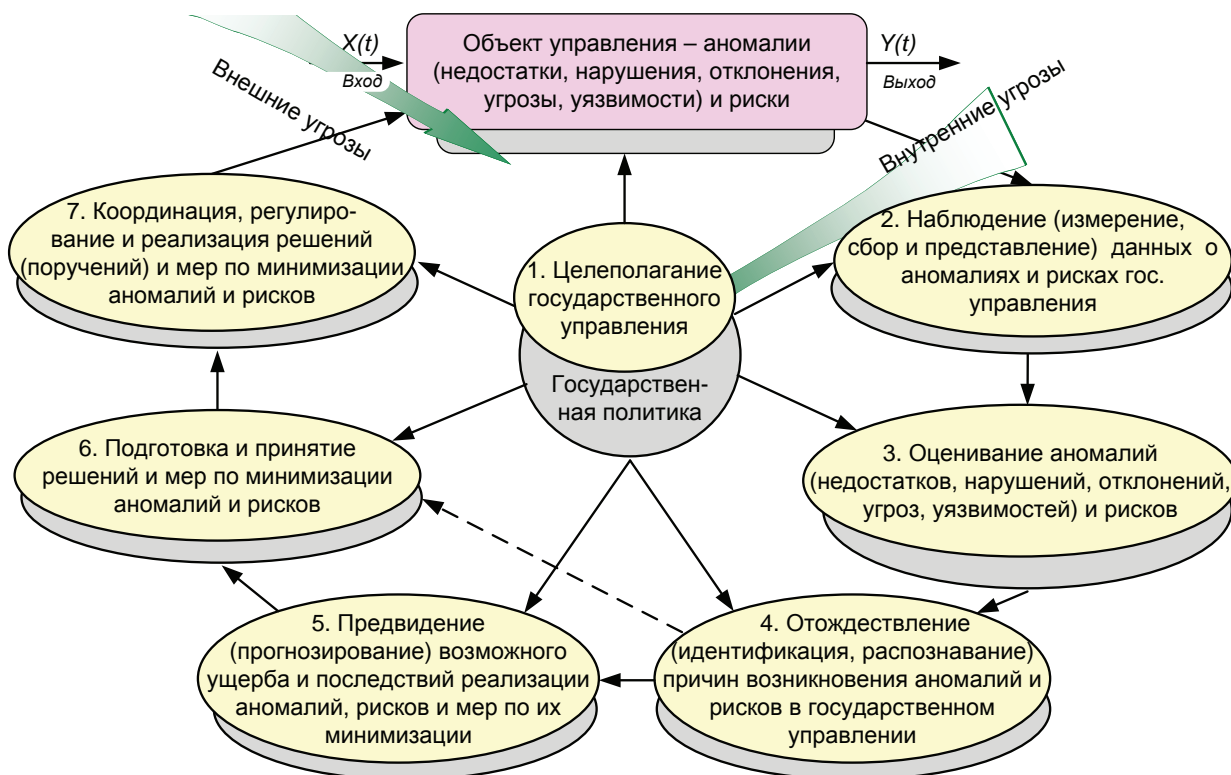 X(t)
Вход
Объект управления – аномалии
(недостатки, нарушения, отклонения,
угрозы, уязвимости) и риски
Y(t)
Выход
Внешние угрозы
Внутренние угрозы
1. Целеполагание
государственного
управления
Государствен-
ная политика
2. Наблюдение (измерение,
сбор и представление) данных о
аномалиях и рисках гос.
управления
3. Оценивание аномалий
(недостатков, нарушений, отклонений,
угроз, уязвимостей) и рисков
4. Отождествление
(идентификация, распознавание)
причин возникновения аномалий и
рисков в государственном
управлении
5. Предвидение
(прогнозирование) возможного
ущерба и последствий реализации
аномалий, рисков и мер по их
минимизации
6. Подготовка и принятие
решений и мер по минимизации
аномалий и рисков
7. Координация, регулиро-
вание и реализация решений
(поручений) и мер по минимизации
аномалий и рисков